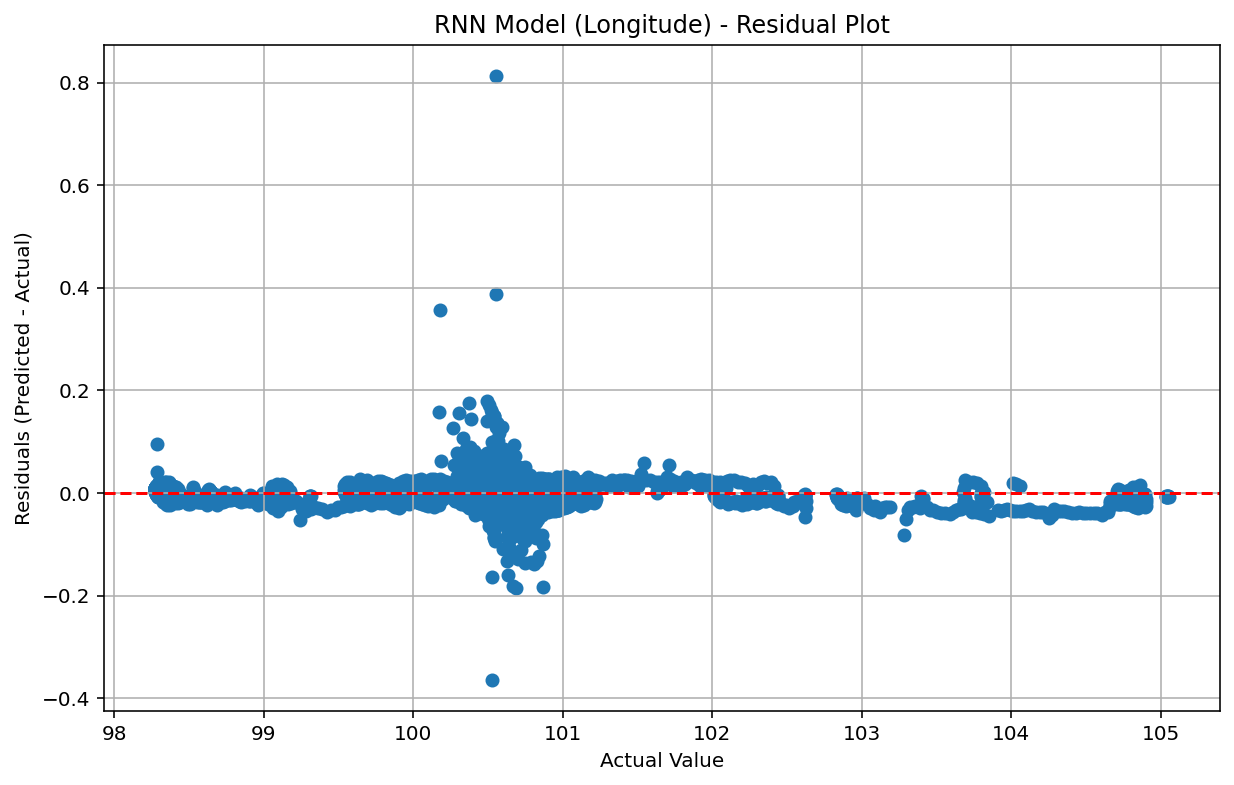 RNN Model (Longitude) - Residual Plot
Residuals (Predicted - Actual)
0.8
0.6
0.4
0.2
0.0
−0.2
−0.4
98 99 100 101 102 103 104 105
Actual Value